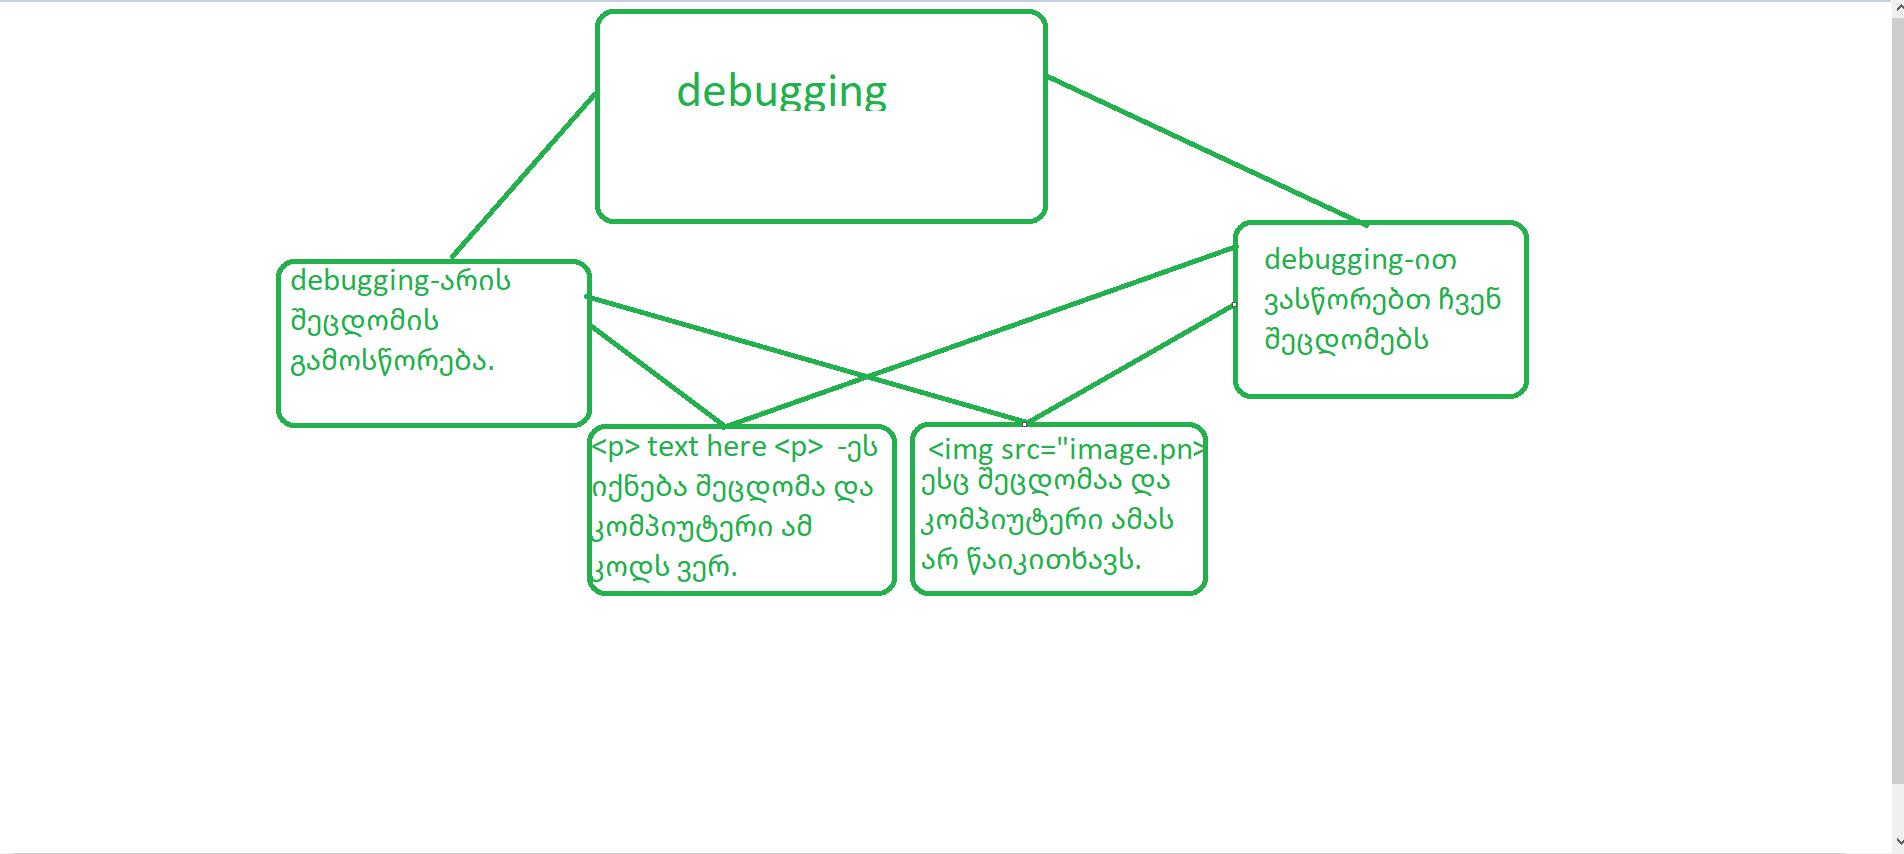 debugging
debugging-არის
შეცდომის
გამოსწორება.
debugging-ით
ვასწორებთ ჩვენ
შეცდომებს
<p> text here <p>  -ეს
იქნება შეცდომა და
კომპიუტერი ამ
კოდს ვერ.
<img src="image.pn>
ესც შეცდომაა და
კომპიუტერი ამას
არ წაიკითხავს.